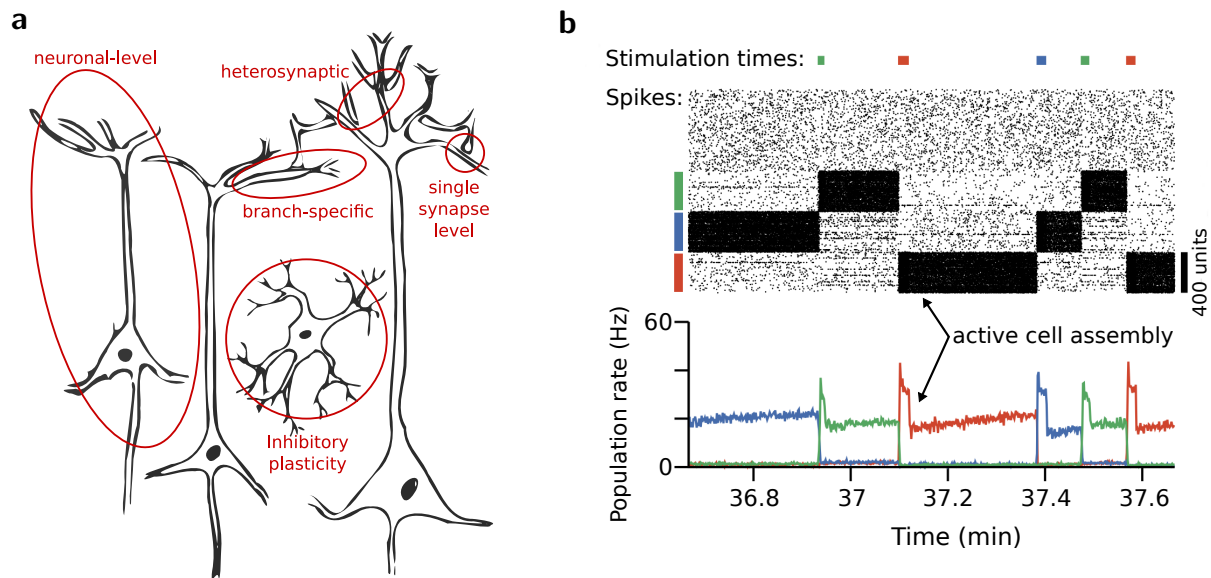 a
neuronal-level
heterosynaptic
branch-specific
single
synapse
level
Inhibitory
plasticity
b
Stimulation times:
Spikes:
400 units
active cell assembly
Population rate (Hz)
60
0
36.8 37 37.2 37.4 37.6
Time (min)